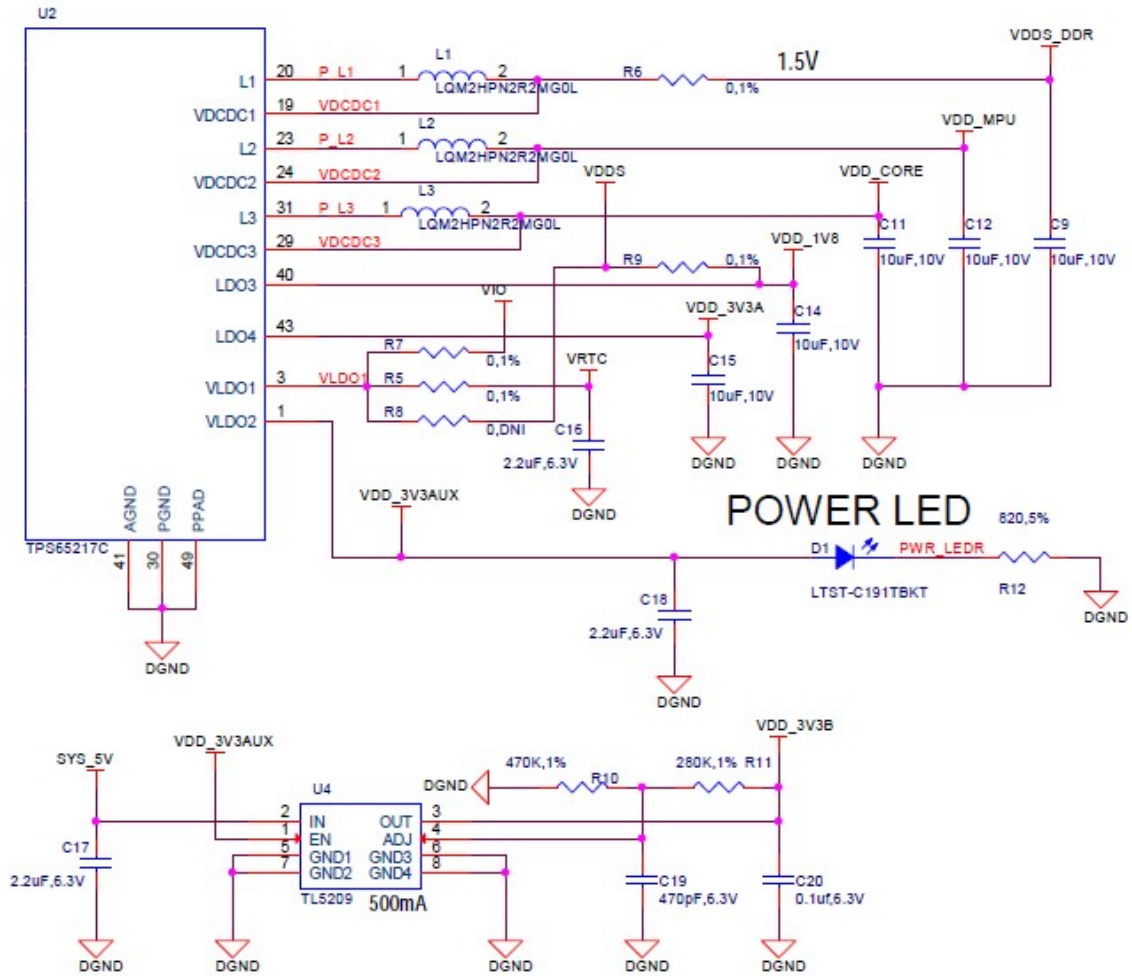 U2
VDDS_DDR
L1 20 P_L1 1 L1 2 R6 1.5V
LQM2HPN2R2MG0L 0,1%
VDCDC1 19 VDCDC1
L2 VDD_MPU
L2 23 P_L2 1 2
LQM2HPN2R2MG0L
VDCDC2 24 VDCDC2 VDDS VDD_CORE
L3
L3 31 P_L3 1 2
LQM2HPN2R2MG0L C11 C12 C9
VDCDC3 29 VDCDC3 VDD_1V8
R9 0,1% 10uF,10V 10uF,10V 10uF,10V
LDO3 40
VIO VDD_3V3A C14
LDO4 43 10uF,10V
R7 0,1% VRTC C15
VLDO1 3 VLDO1 R5 0,1% 10uF,10V
R8 0,DNI C16
VLDO2 1
2.2uF,6.3V DGND DGND DGND
VDD_3V3AUX DGND
AGND PGND PPAD
TPS65217C
41 30 49
DGND
POWER LED
820,5%
D1 PWR_LEDR
LTST-C191TBKT R12
C18
2.2uF,6.3V
DGND
DGND
VDD_3V3B
VDD_3V3AUX
SYS_5V
DGND 470K,1% R10 280K,1% R11
U4
2 IN OUT 3
1 EN ADJ 4
5 GND1 GND3 6
7 GND2 GND4 8
TL5209 500mA
C17
2.2uF,6.3V
C19
470pF,6.3V
C20
0.1uf,6.3V
DGND DGND DGND DGND DGND